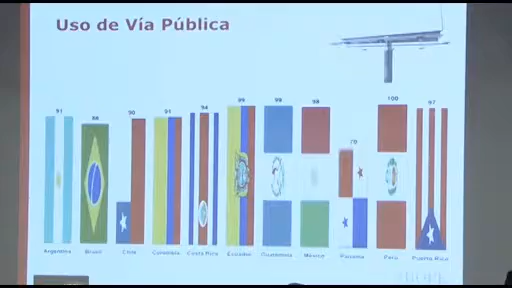 Uso de Vía Pública
91 88 90 91 94 99 98 98 70 100 97
Argentina Brasil Chile Colombia Costa Rica Ecuador Guatemala México Panamá Perú Puerto Rico